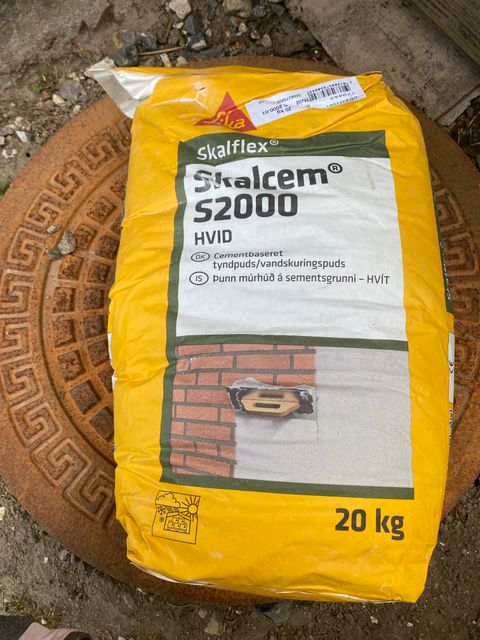 Sika
Skalflex®
Skalcem®
S2000
HVID
DK Cementbaseret
tyndpuds/vandskuringspuds
IS Þunn múrhúð á sementsgrunni – HVÍT
20 kg